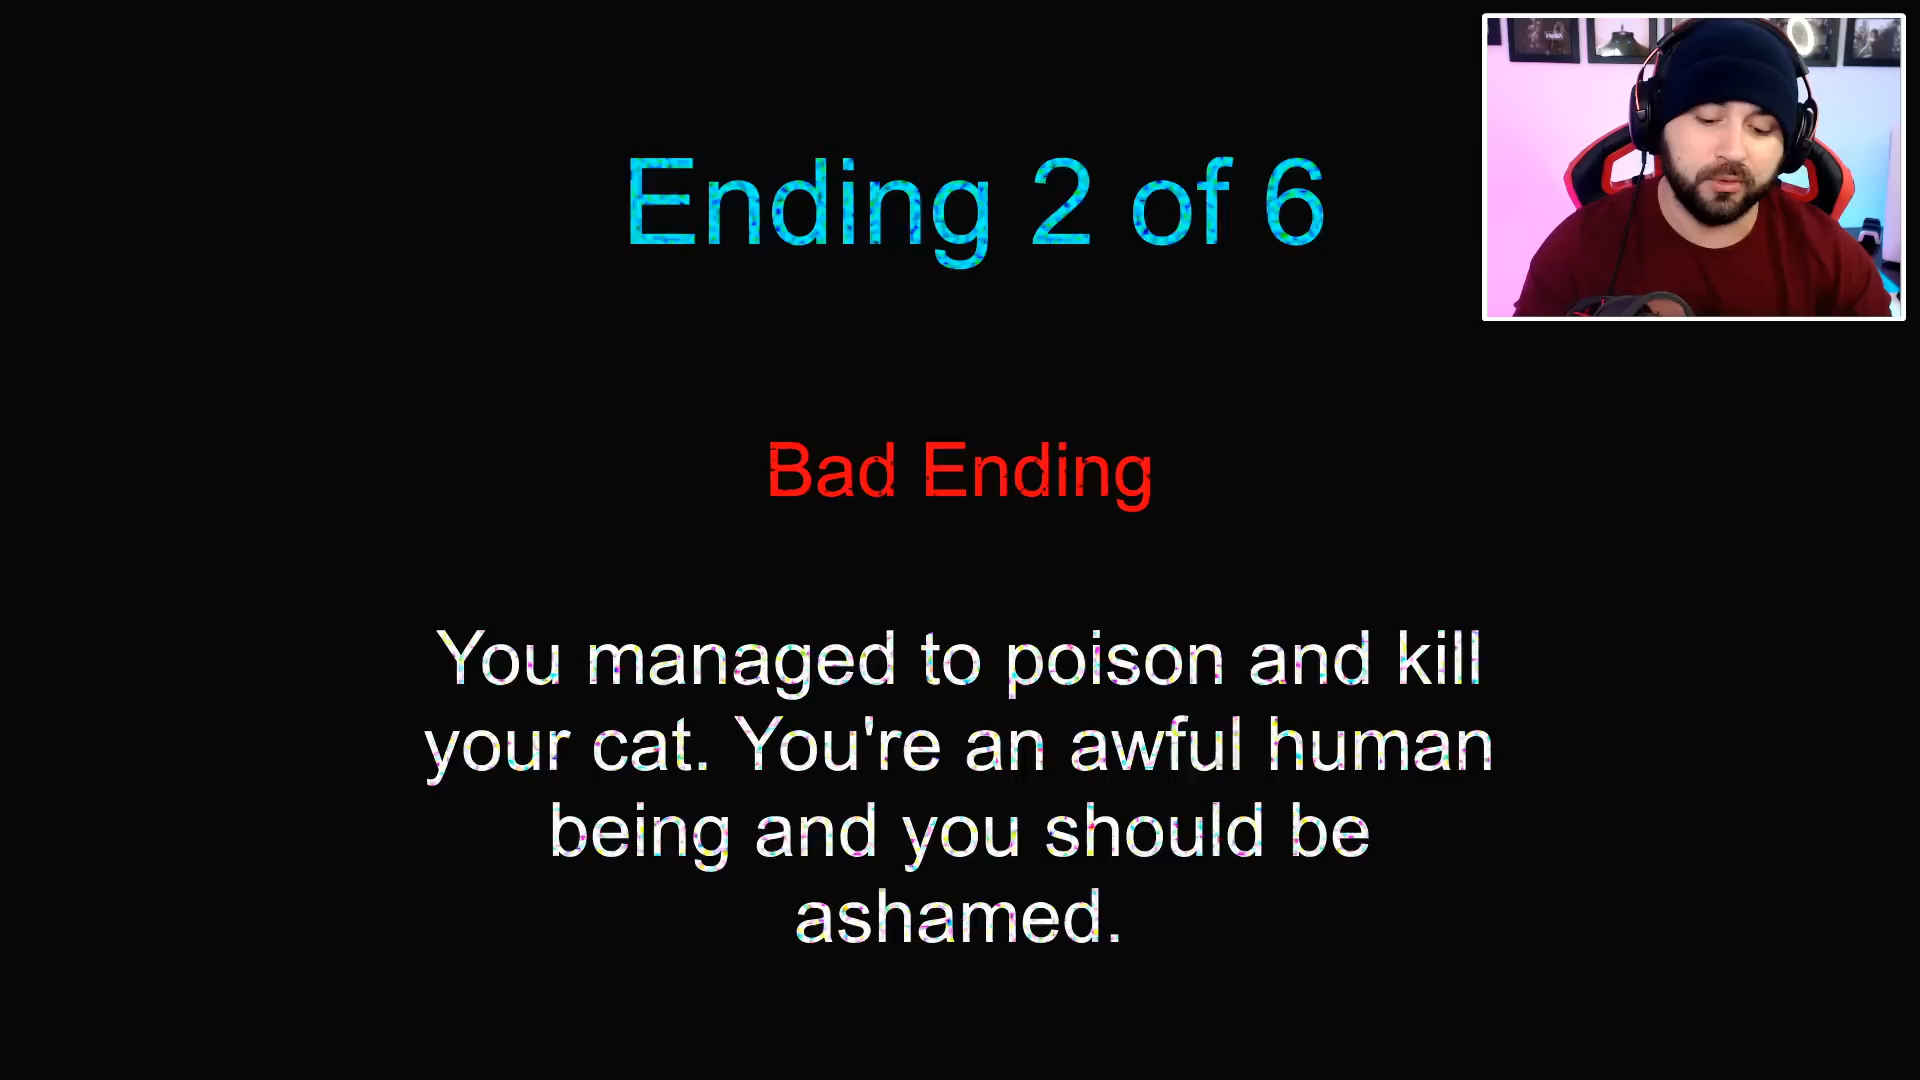 Ending 2 of 6
Bad Ending
You managed to poison and kill
your cat. You're an awful human
being and you should be
ashamed.